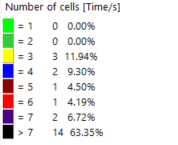 Number of cells [Time/s]
= 1 0 0.00%
= 2 0 0.00%
= 3 3 11.94%
= 4 2 9.30%
= 5 1 4.50%
= 6 1 4.19%
= 7 2 6.72%
> 7 14 63.35%